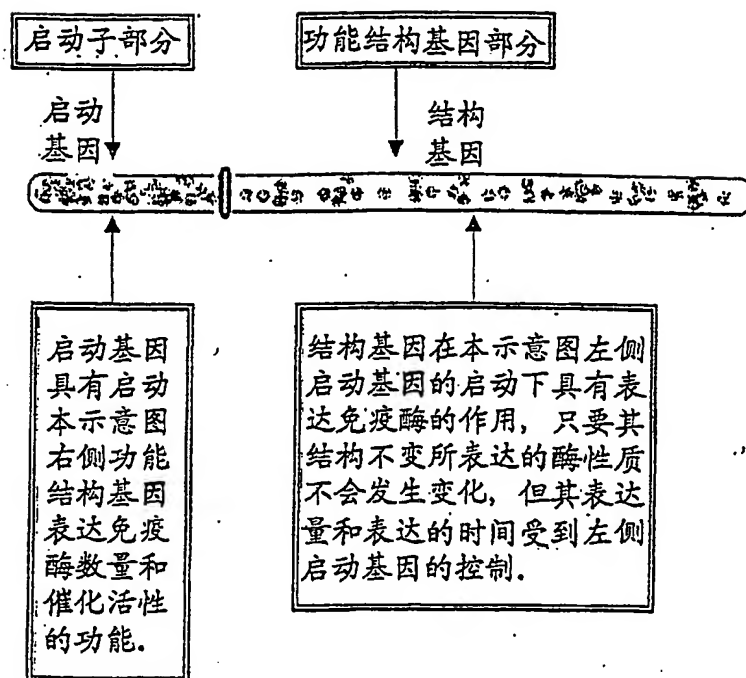 启动子部分
功能结构基因部分
启动
基因
结构
基因
启动基因
具有启动
本示意图
右侧功能
结构基因
表达免疫
酶数量和
催化活性
的功能.
结构基因在本示意图左侧
启动基因的启动下具有表
达免疫酶的作用, 只要其
结构不变所表达的酶性质
不会发生变化, 但其表达
量和表达的时间受到左侧
启动基因的控制.